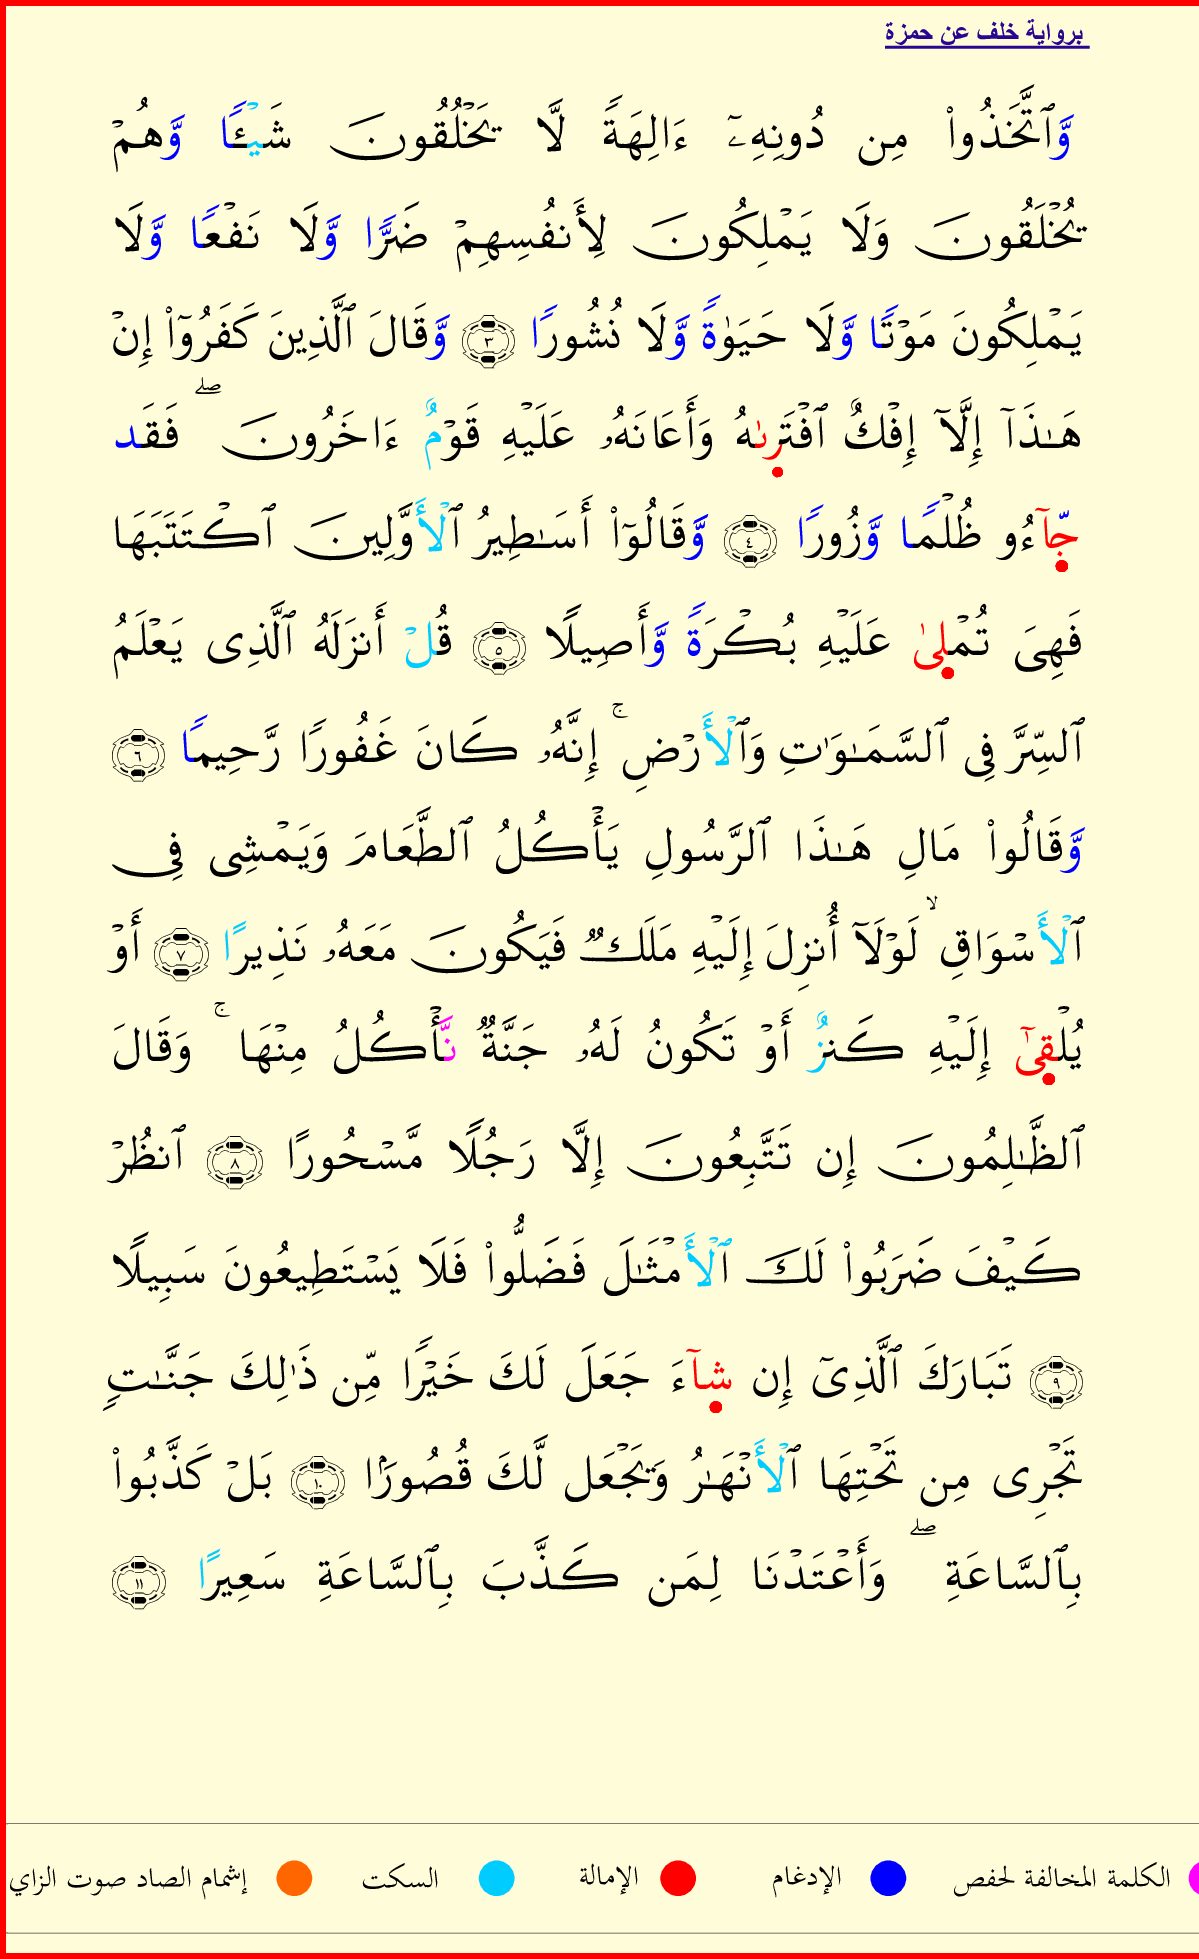 برواية خلف عن حمزة
وَّٱتَّخَذُوا۟ مِن دُونِهِۦٓ ءَالِهَةً لَّا يَخْلُقُونَ شَيْـًٔا وَّهُمْ
يُخْلَقُونَ وَلَا يَمْلِكُونَ لِأَنفُسِهِمْ ضَرًّا وَّلَا نَفْعًا وَّلَا
يَمْلِكُونَ مَوْتًا وَّلَا حَيَوٰةً وَّلَا نُشُورًا ٣ وَّقَالَ ٱلَّذِينَ كَفَرُوٓا۟ إِنْ
هَـٰذَآ إِلَّآ إِفْكٌ ٱفْتَرىٰهُ وَأَعَانَهُۥ عَلَيْهِ قَوْمٌ ءَاخَرُونَ ۖ فَقَد
جَّآءُو ظُلْمًا وَّزُورًا ٤ وَّقَالُوٓا۟ أَسَـٰطِيرُ ٱلْأَوَّلِينَ ٱكْتَتَبَهَا
فَهِىَ تُمْلِىٰ عَلَيْهِ بُكْرَةً وَّأَصِيلًا ٥ قُلْ أَنزَلَهُ ٱلَّذِى يَعْلَمُ
ٱلسِّرَّ فِى ٱلسَّمَـٰوَٰتِ وَٱلْأَرْضِ ۚ إِنَّهُۥ كَانَ غَفُورًا رَّحِيمًا ٦
وَّقَالُوا۟ مَالِ هَـٰذَا ٱلرَّسُولِ يَأْكُلُ ٱلطَّعَامَ وَيَمْشِى فِى
ٱلْأَسْوَاقِ ۙ لَوْلَآ أُنزِلَ إِلَيْهِ مَلَكٌ فَيَكُونَ مَعَهُۥ نَذِيرًا ٧ أَوْ
يُلْقِىٰٓ إِلَيْهِ كَنزٌ أَوْ تَكُونُ لَهُۥ جَنَّةٌ نَّأْكُلُ مِنْهَا ۚ وَقَالَ
ٱلظَّـٰلِمُونَ إِن تَتَّبِعُونَ إِلَّا رَجُلًا مَّسْحُورًا ٨ ٱنظُرْ
كَيْفَ ضَرَبُوا۟ لَكَ ٱلْأَمْثَـٰلَ فَضَلُّوا۟ فَلَا يَسْتَطِيعُونَ سَبِيلًا
٩ تَبَارَكَ ٱلَّذِىٓ إِن شآءَ جَعَلَ لَكَ خَيْرًا مِّن ذَٰلِكَ جَنَّـٰتٍ
تَجْرِى مِن تَحْتِهَا ٱلْأَنْهَـٰرُ وَيَجْعَل لَّكَ قُصُورًۢا ١٠ بَلْ كَذَّبُوا۟
بِٱلسَّاعَةِ ۖ وَأَعْتَدْنَا لِمَن كَذَّبَ بِٱلسَّاعَةِ سَعِيرًا ١١
الكلمة المخالفة لحفص الإدغام الإمالة السكت إشمام الصاد صوت الزاي